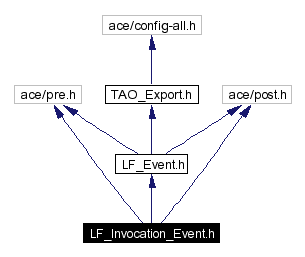 ace/config-all.h
ace/pre.h
TAO_Export.h
ace/post.h
LF_Event.h
LF_Invocation_Event.h